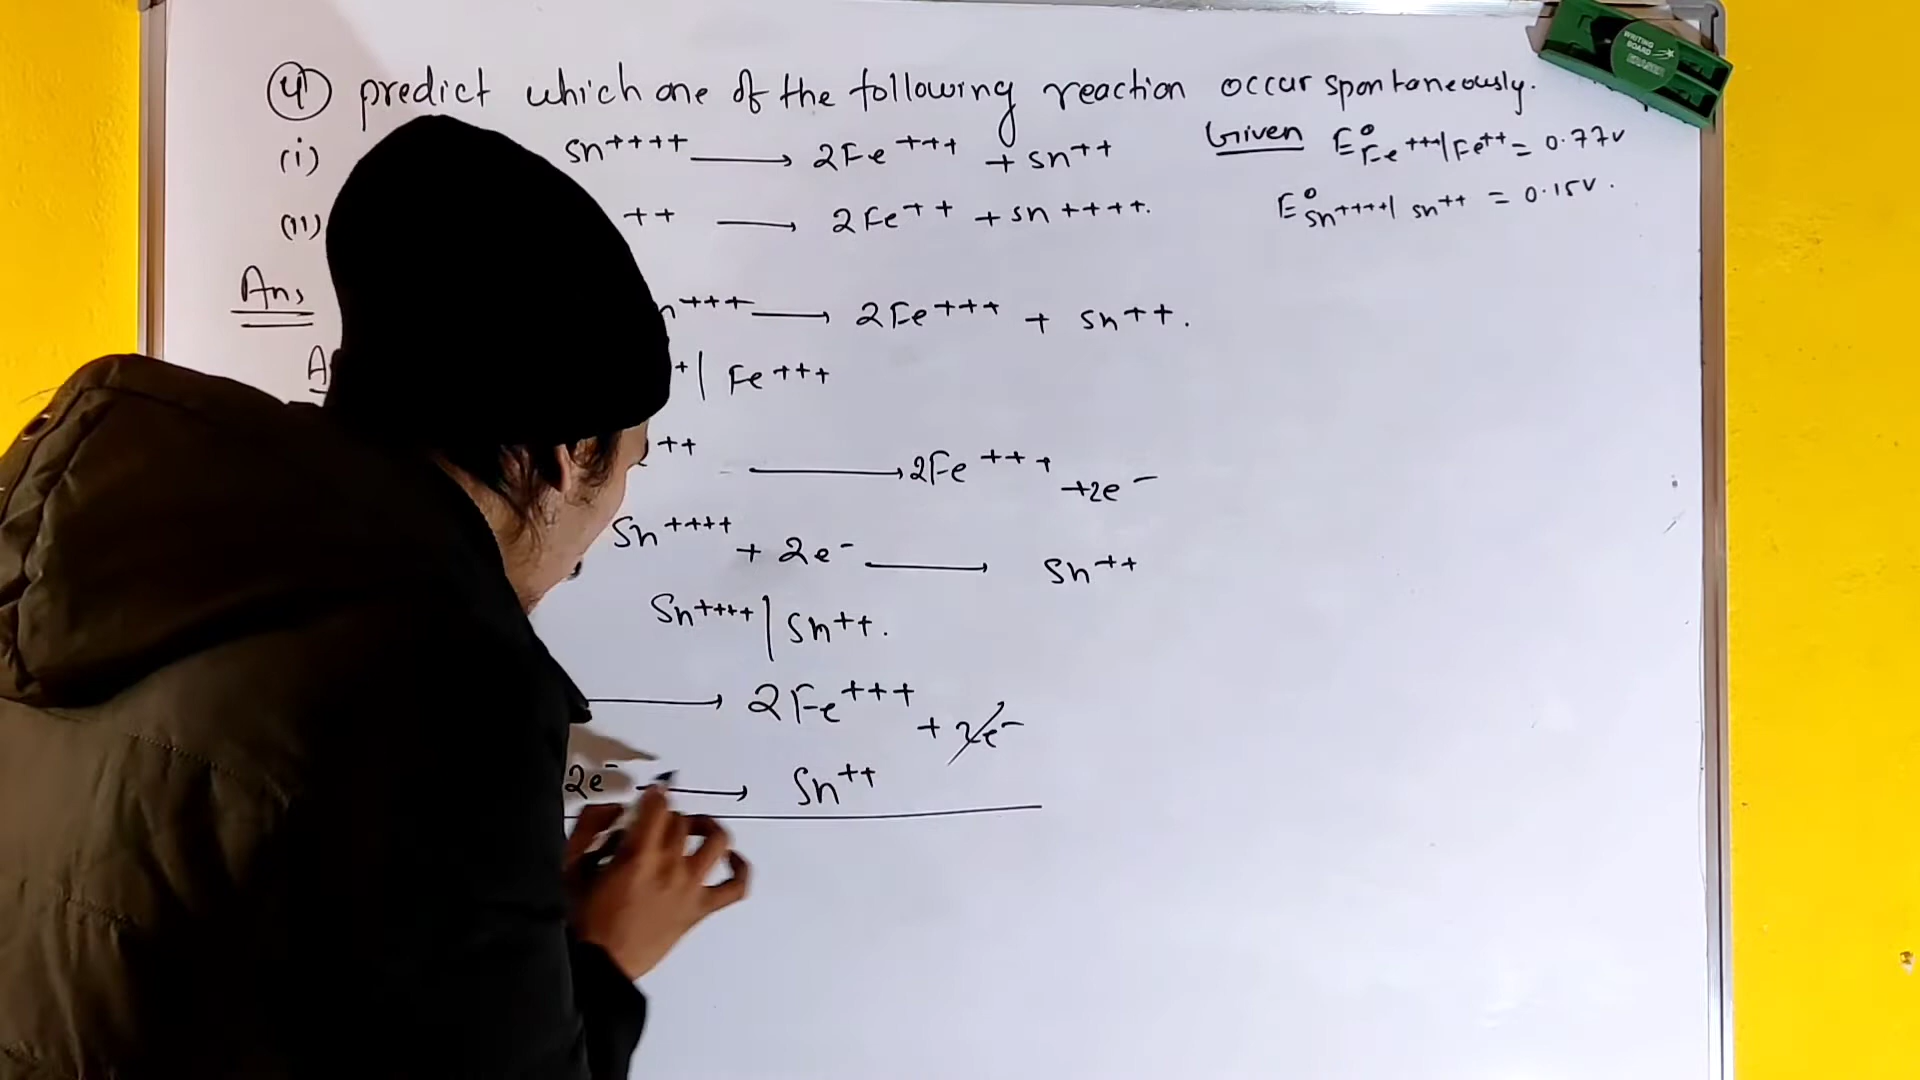 ④ predict which one of the following reaction occur spontaneously.
(i) Sn++++ ⟶ 2Fe+++ + Sn++
Given E°Fe+++|Fe++ = 0.77v
(ii) ++ ⟶ 2Fe++ + Sn++++.
E°Sn++++| Sn++ = 0.15v.
Ans
n+++ ⟶ 2Fe+++ + Sn++.
A
+| Fe+++
++ ⟶ 2Fe+++ +2e-
Sn++++ + 2e- ⟶ Sn++
Sn++++|Sn++.
⟶ 2Fe+++ + 2e-
2e- ⟶ Sn++
WRITING
BOARD